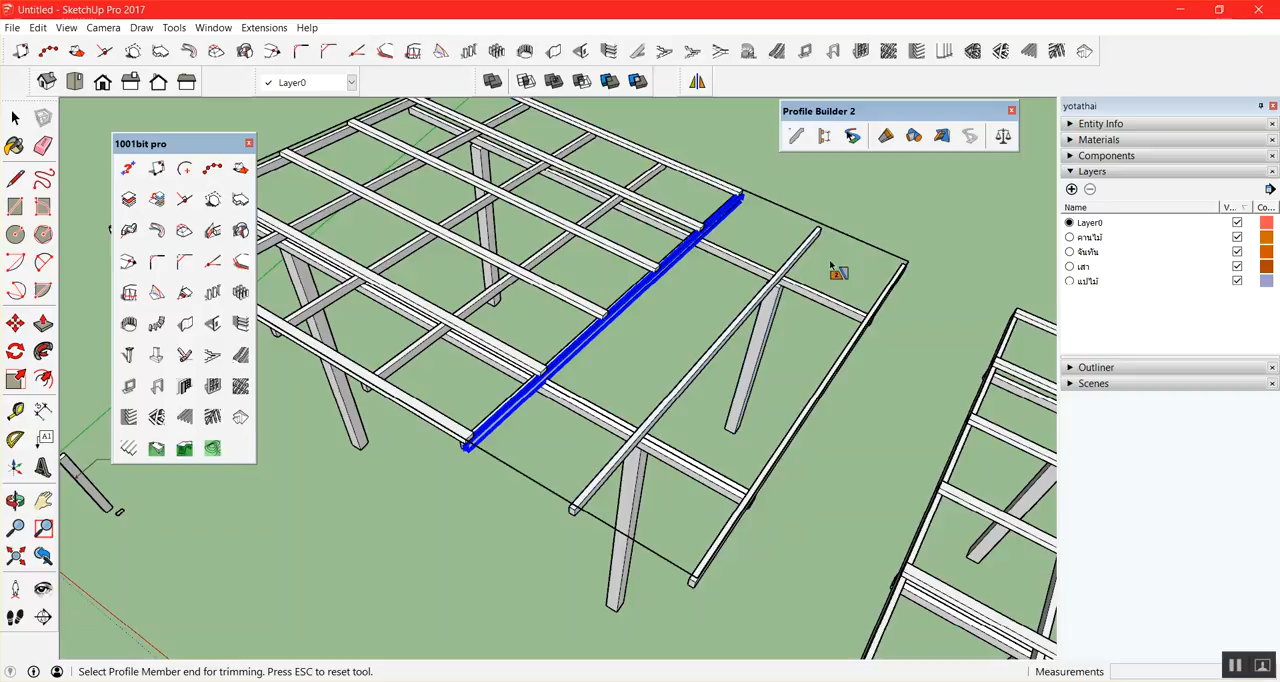 Untitled - SketchUp Pro 2017
File Edit View Camera Draw Tools Window Extensions Help
Layer0
Profile Builder 2
1001bit pro
yotathai
Entity Info
Materials
Components
Layers
Name V... Co...
Layer0
คานไม้
จันทัน
เสา
แปไม้
Outliner
Scenes
A1
Select Profile Member end for trimming. Press ESC to reset tool.
Measurements